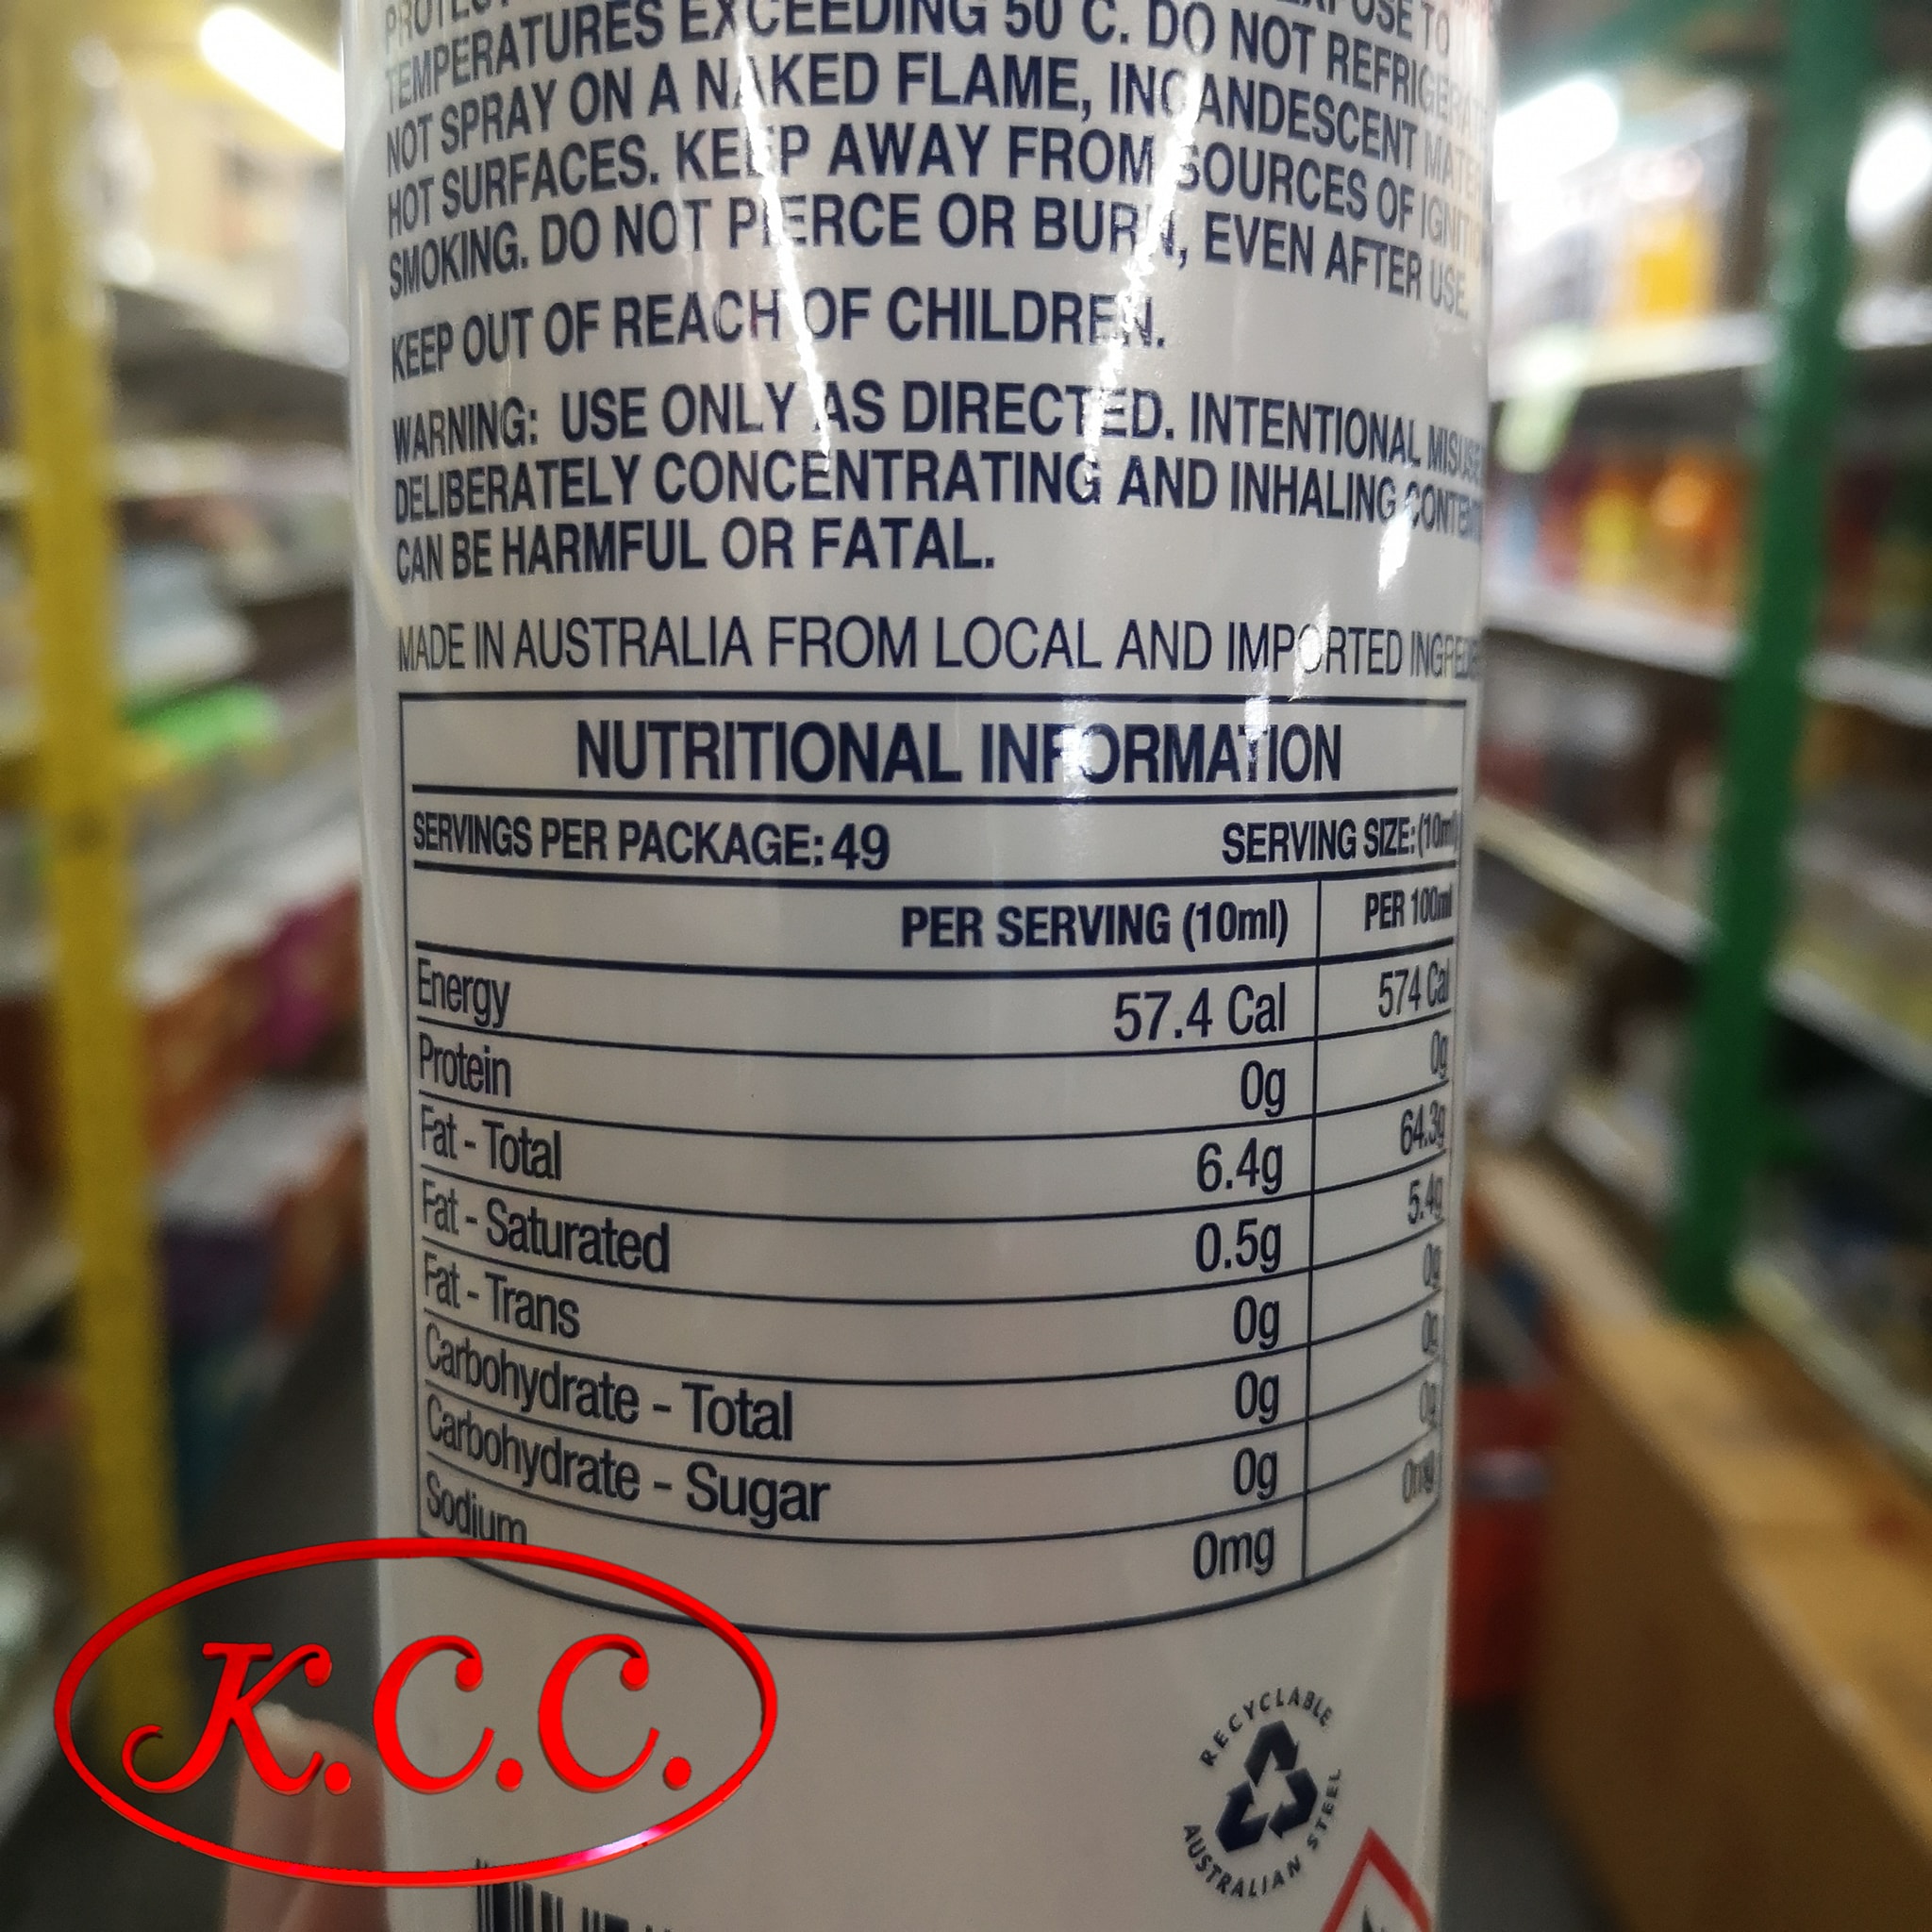 TEMPERATURES EXCEEDING 50°C. DO NOT REFRIGERATE
NOT SPRAY ON A NAKED FLAME, INCANDESCENT
HOT SURFACES. KEEP AWAY FROM SOURCES OF IGNITION
SMOKING. DO NOT PIERCE OR BURN, EVEN AFTER USE.
KEEP OUT OF REACH OF CHILDREN.
WARNING: USE ONLY AS DIRECTED. INTENTIONAL MISUSE
DELIBERATELY CONCENTRATING AND INHALING CONTENTS
CAN BE HARMFUL OR FATAL.
MADE IN AUSTRALIA FROM LOCAL AND IMPORTED
NUTRITIONAL INFORMATION
SERVINGS PER PACKAGE: 49 SERVING SIZE: (10ml)
PER SERVING (10ml) PER 100ml
Energy 57.4 Cal 574 Cal
Protein 0g 0g
Fat - Total 6.4g 64.3g
Fat - Saturated 0.5g 5.4g
Fat - Trans 0g 0g
Carbohydrate - Total 0g 0g
Carbohydrate - Sugar 0g 0g
Sodium 0mg 0mg
K.C.C.
RECYCLABLE
AUSTRALIAN STEEL